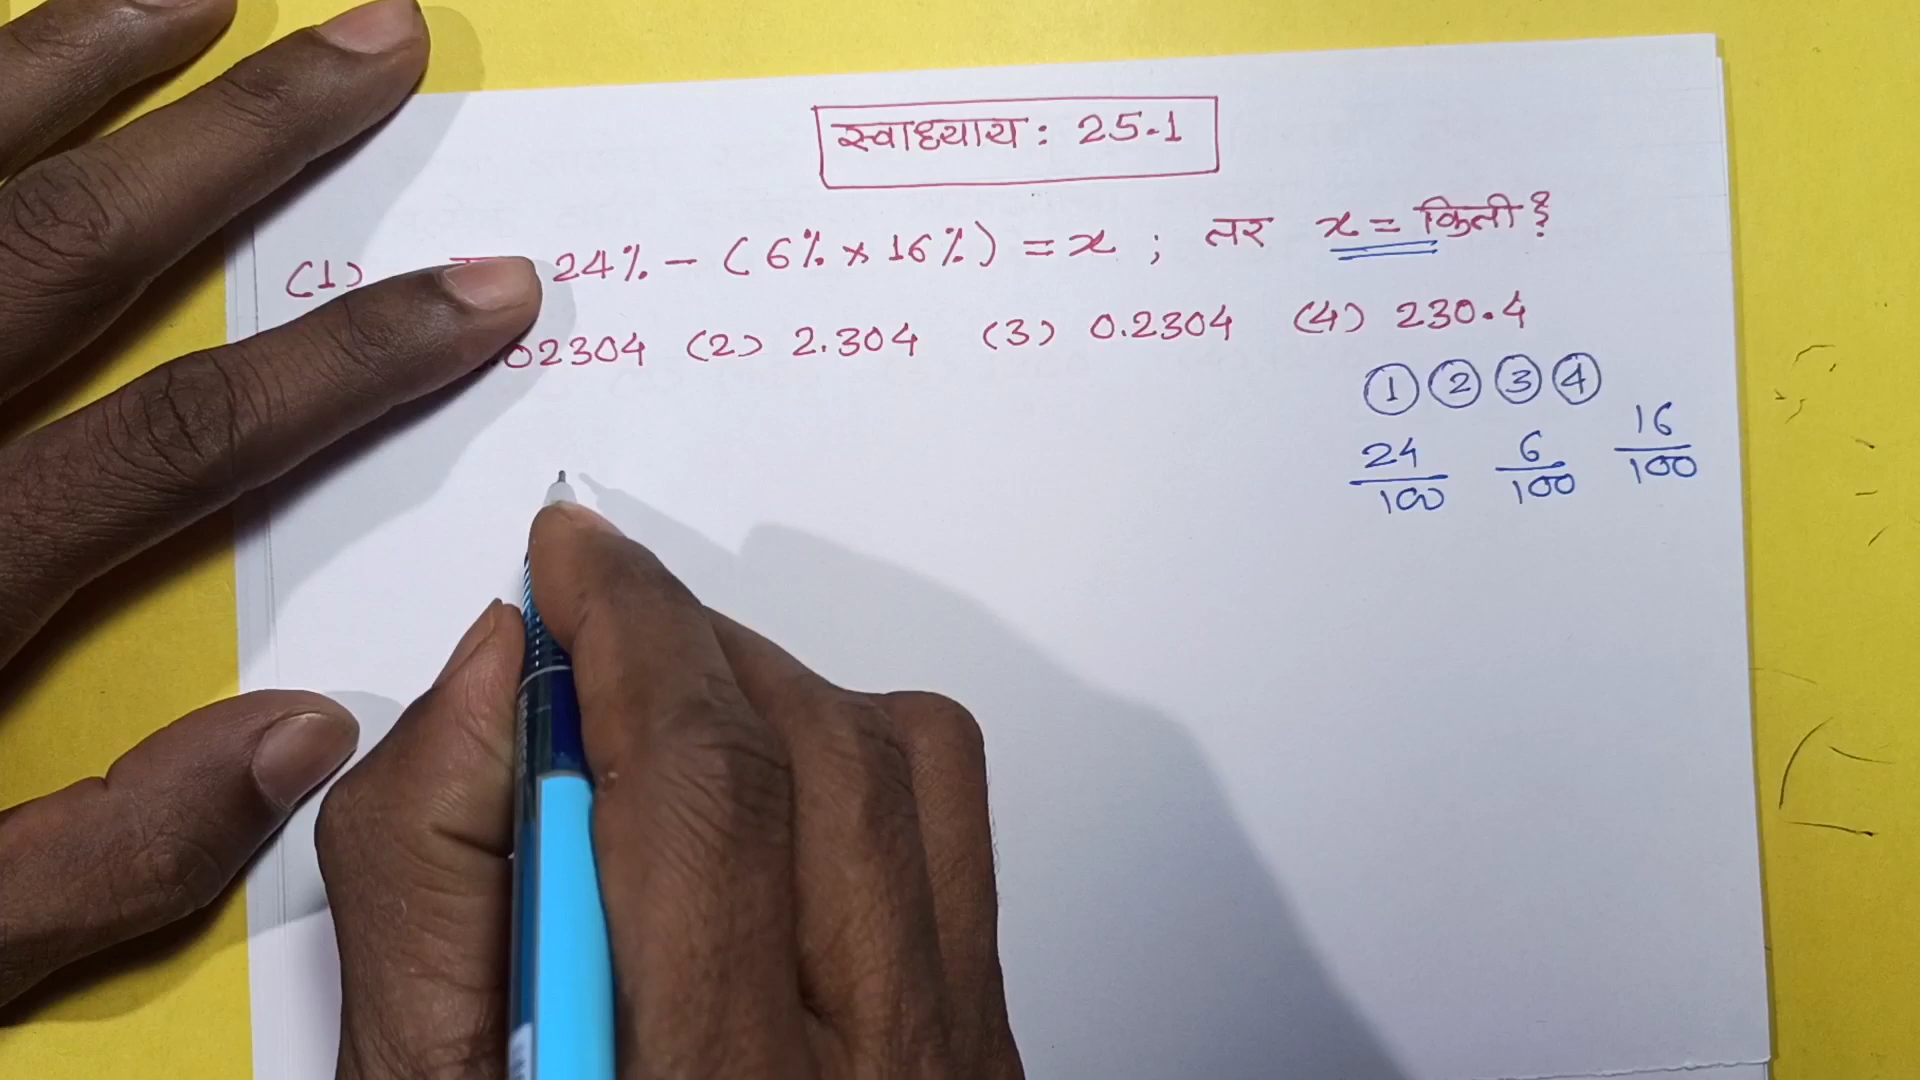 स्वाध्याय: 25.1
(1) 24% - (6% × 16%) = x ; तर x = किती?
.02304 (2) 2.304 (3) 0.2304 (4) 230.4
① ② ③ ④
24/100 6/100 16/100